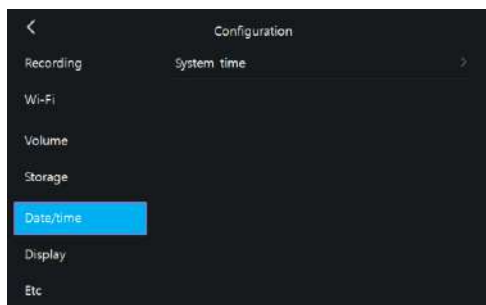 Configuration
Recording
System time
Wi-Fi
Volume
Storage
Date/time
Display
Etc